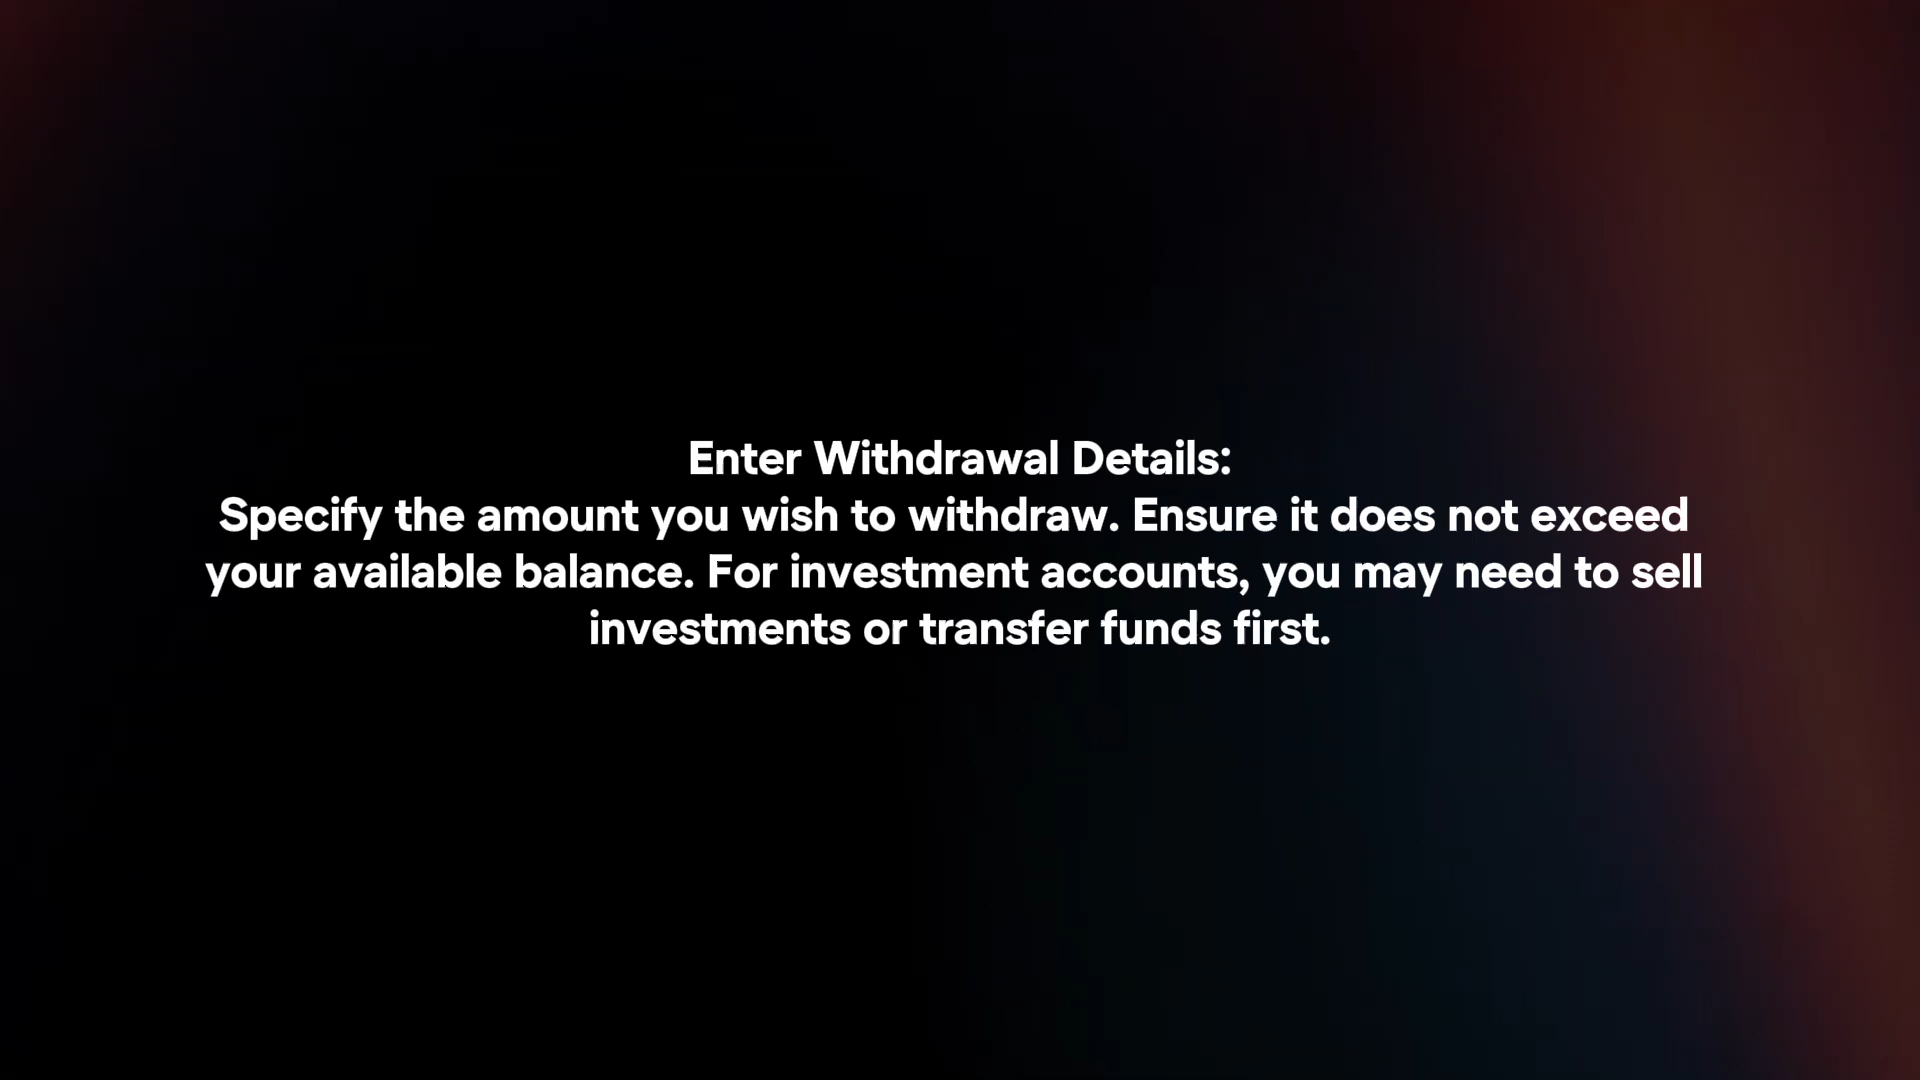 Enter Withdrawal Details:
Specify the amount you wish to withdraw. Ensure it does not exceed
your available balance. For investment accounts, you may need to sell
investments or transfer funds first.